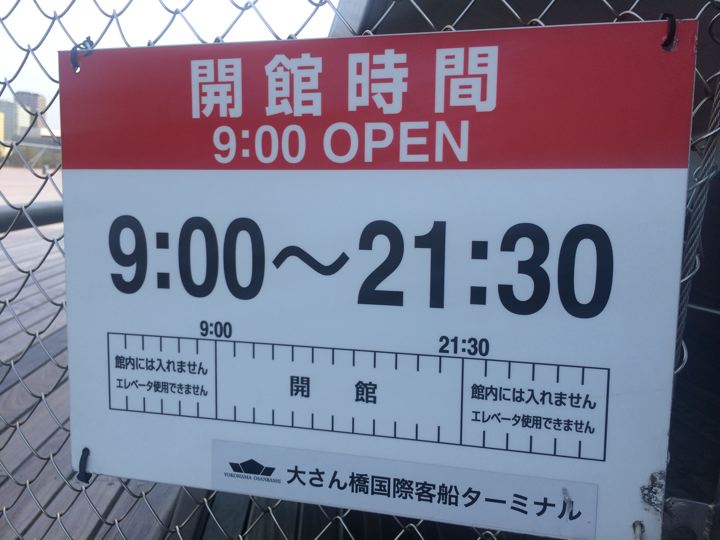 開館時間
9:00 OPEN
9:00～21:30
9:00
21:30
館内には入れません
エレベータ使用できません
開館
館内には入れません
エレベータ使用できません
YOKOHAMA OSANBASHI
大さん橋国際客船ターミナル